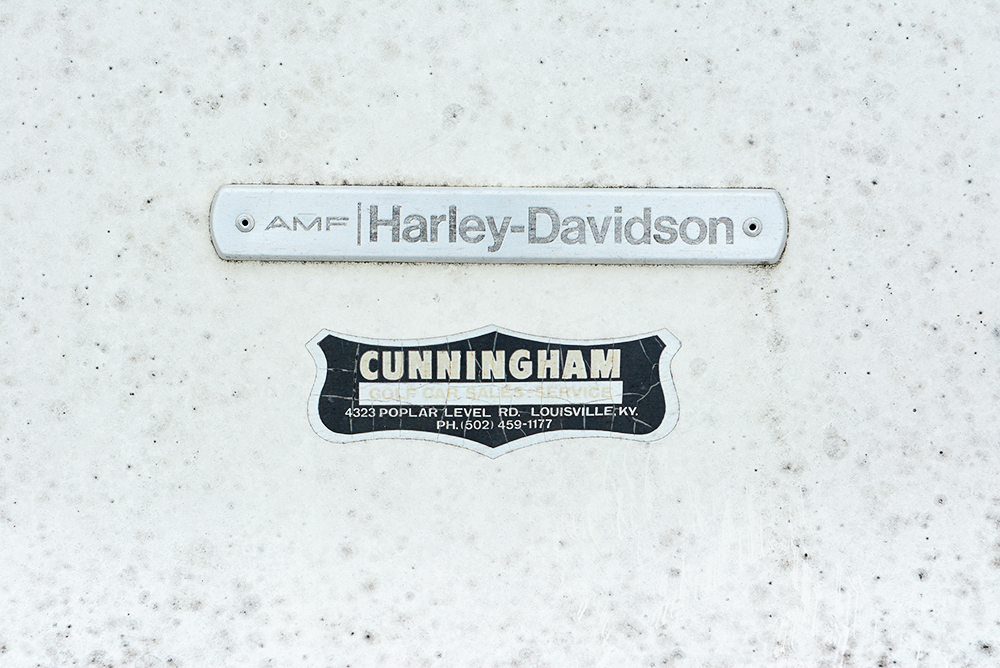 AMF | Harley-Davidson
CUNNINGHAM
GOLF CAR SALES-SERVICE
4323 POPLAR LEVEL RD. LOUISVILLE, KY.
PH. (502) 459-1177